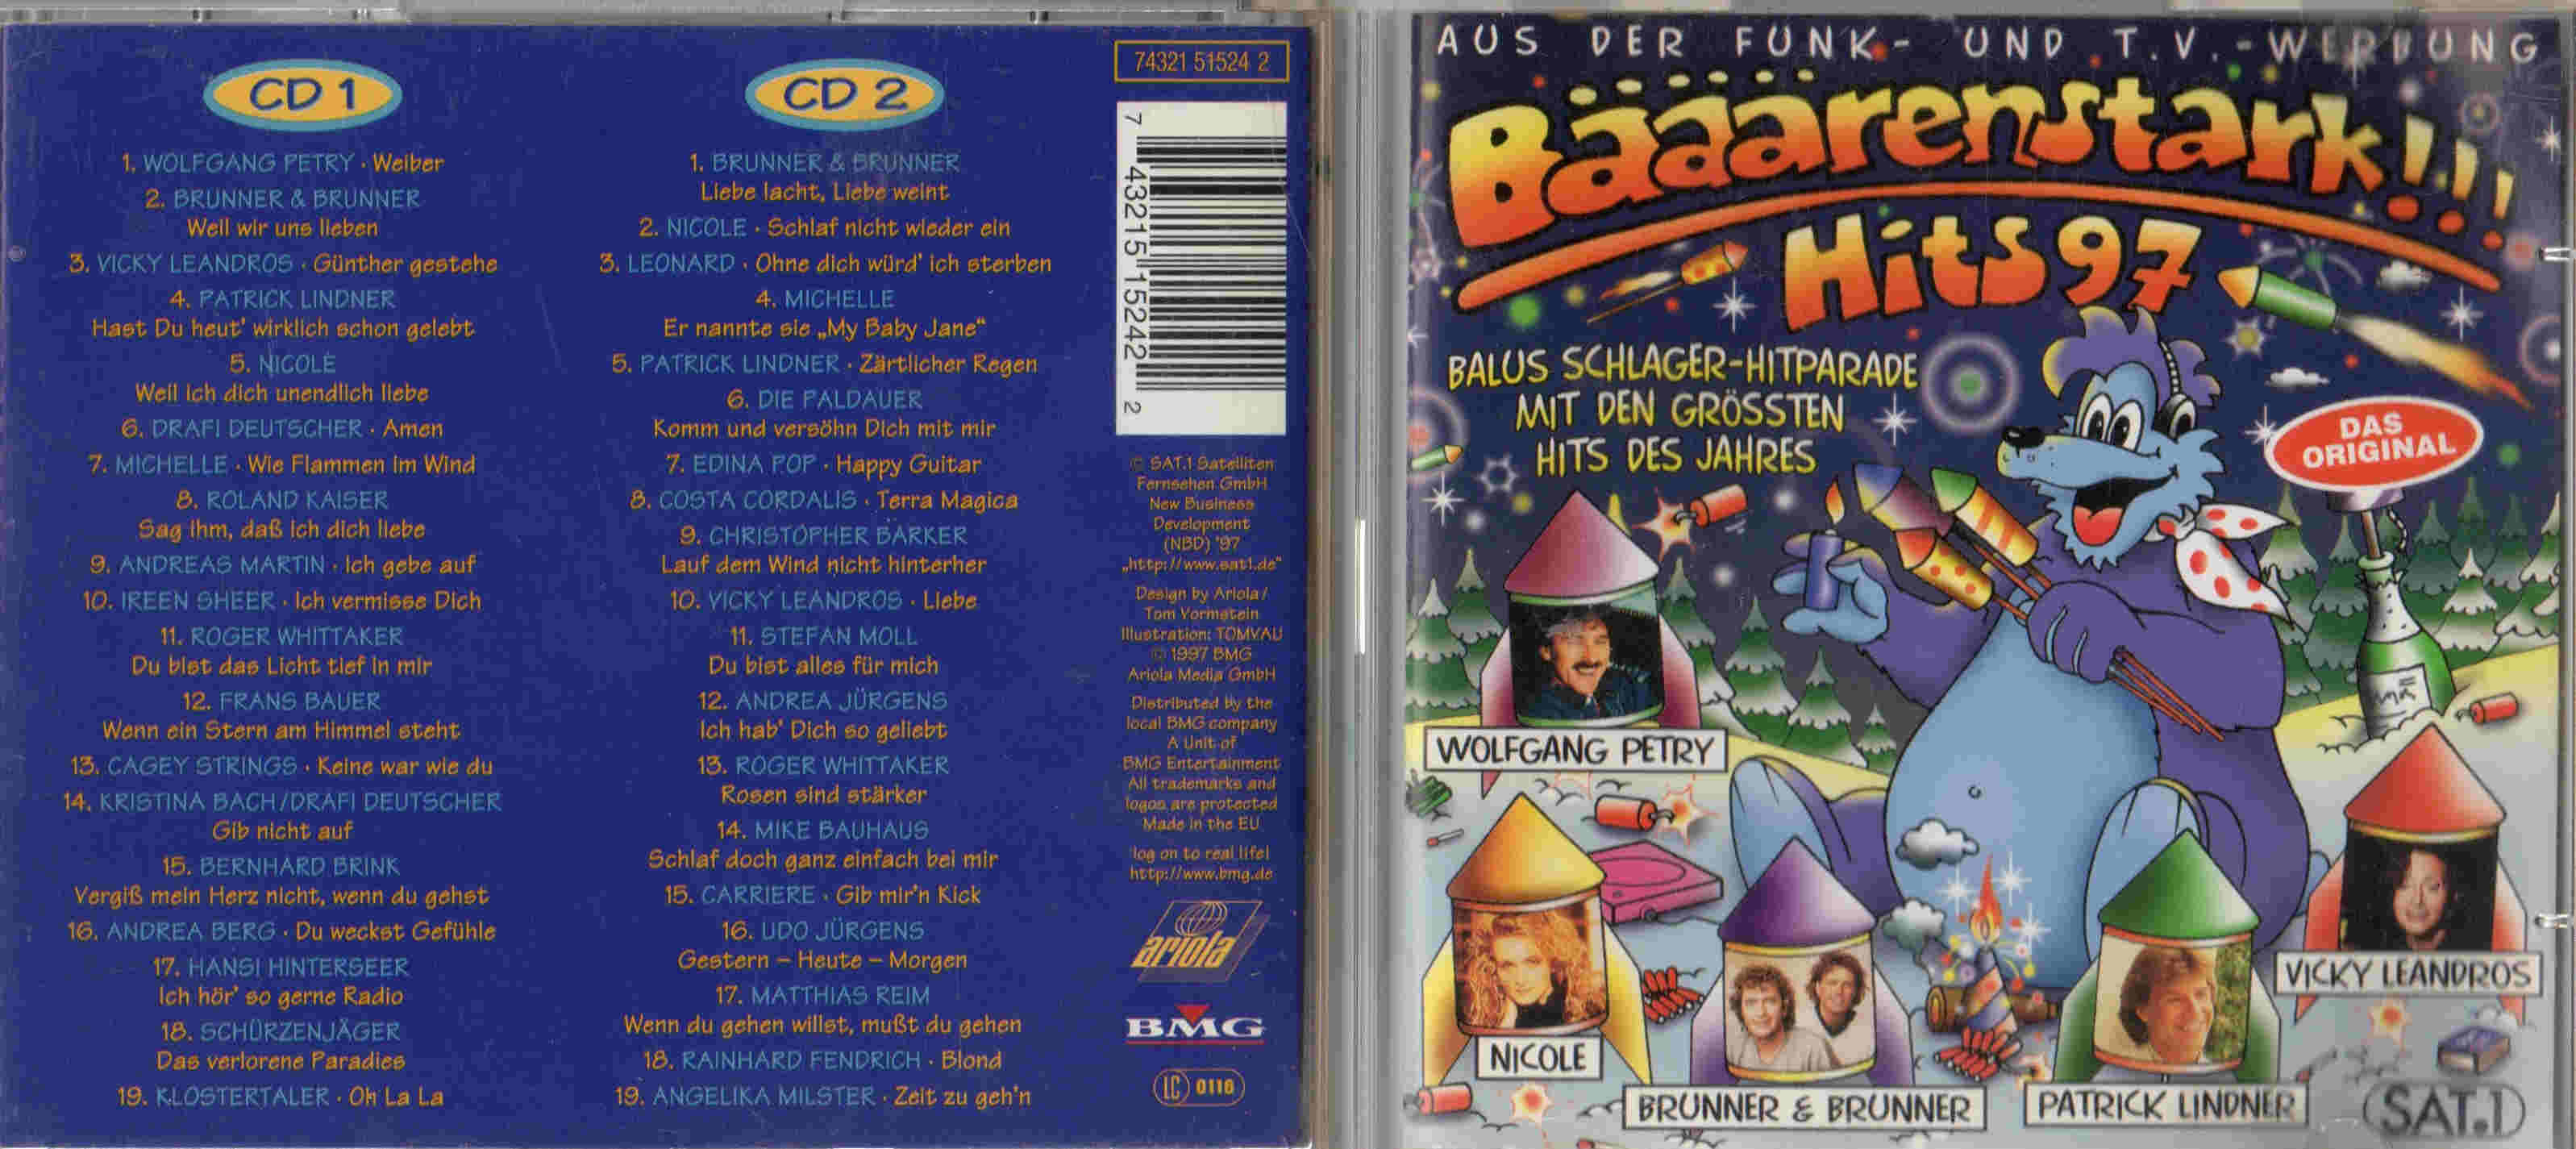 CD 1
1. WOLFGANG PETRY · Weiber
2. BRUNNER & BRUNNER
Weil wir uns lieben
3. VICKY LEANDROS · Günther gestehe
4. PATRICK LINDNER
Hast Du heut' wirklich schon gelebt
5. NICOLE
Weil ich dich unendlich liebe
6. DRAFI DEUTSCHER · Amen
7. MICHELLE · Wie Flammen im Wind
8. ROLAND KAISER
Sag ihm, daß ich dich liebe
9. ANDREAS MARTIN · Ich gebe auf
10. IREEN SHEER · Ich vermisse Dich
11. ROGER WHITTAKER
Du bist das Licht tief in mir
12. FRANS BAUER
Wenn ein Stern am Himmel steht
13. CAGEY STRINGS · Keine war wie du
14. KRISTINA BACH/DRAFI DEUTSCHER
Gib nicht auf
15. BERNHARD BRINK
Vergiß mein Herz nicht, wenn du gehst
16. ANDREA BERG · Du weckst Gefühle
17. HANSI HINTERSEER
Ich hör' so gerne Radio
18. SCHÜRZENJÄGER
Das verlorene Paradies
19. KLOSTERTALER · Oh La La
CD 2
1. BRUNNER & BRUNNER
Liebe lacht, Liebe weint
2. NICOLE · Schlaf nicht wieder ein
3. LEONARD · Ohne dich würd' ich sterben
4. MICHELLE
Er nannte sie „My Baby Jane“
5. PATRICK LINDNER · Zärtlicher Regen
6. DIE PALDAUER
Komm und versöhn Dich mit mir
7. EDINA POP · Happy Guitar
8. COSTA CORDALIS · Terra Magica
9. CHRISTOPHER BARKER
Lauf dem Wind nicht hinterher
10. VICKY LEANDROS · Liebe
11. STEFAN MOLL
Du bist alles für mich
12. ANDREA JÜRGENS
Ich hab' Dich so geliebt
13. ROGER WHITTAKER
Rosen sind stärker
14. MIKE BAUHAUS
Schlaf doch ganz einfach bei mir
15. CARRIERE · Gib mir'n Kick
16. UDO JÜRGENS
Gestern – Heute – Morgen
17. MATTHIAS REIM
Wenn du gehen willst, mußt du gehen
18. RAINHARD FENDRICH · Blond
19. ANGELIKA MILSTER · Zeit zu geh'n
74321 51524 2
7 43215 15242 2
© SAT.1 Satelliten
Fernsehen GmbH
New Business
Development
(NBD) '97
„http://www.sat1.de“
Design by Ariola/
Tom Vormstein
Illustration: TOMVAU
© 1997 BMG
Ariola Media GmbH
Distributed by the
local BMG company
A Unit of
BMG Entertainment
All trademarks and
logos are protected
Made in the EU
log on to real life!
http://www.bmg.de
ariola
BMG
LC 0116
AUS DER FUNK- UND T.V.-WERBUNG
Bäääärenstark!!!
Hits 97
BALUS SCHLAGER-HITPARADE
MIT DEN GRÖSSTEN
HITS DES JAHRES
DAS
ORIGINAL
WOLFGANG PETRY
VICKY LEANDROS
NICOLE
BRUNNER & BRUNNER
PATRICK LINDNER
SAT.1